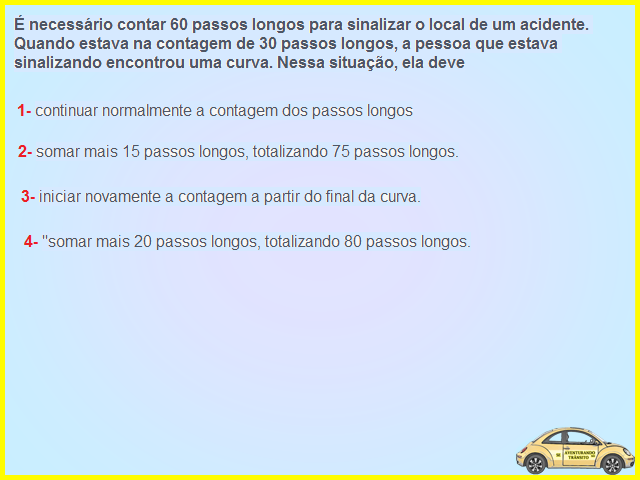 É necessário contar 60 passos longos para sinalizar o local de um acidente.
Quando estava na contagem de 30 passos longos, a pessoa que estava
sinalizando encontrou uma curva. Nessa situação, ela deve
1- continuar normalmente a contagem dos passos longos
2- somar mais 15 passos longos, totalizando 75 passos longos.
3- iniciar novamente a contagem a partir do final da curva.
4- "somar mais 20 passos longos, totalizando 80 passos longos.
AVENTURANDO
TRÂNSITO